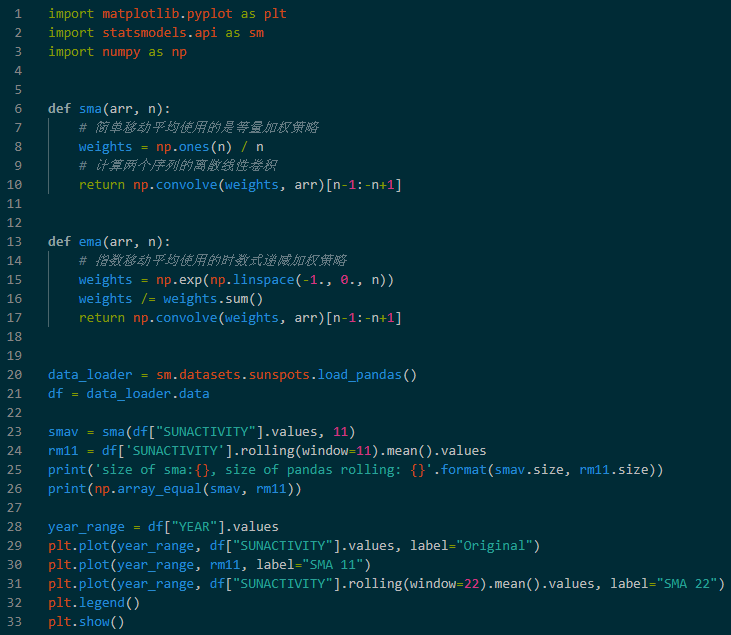 1 import matplotlib.pyplot as plt
2 import statsmodels.api as sm
3 import numpy as np
4
5
6 def sma(arr, n):
7     # 简单移动平均使用的是等量加权策略
8     weights = np.ones(n) / n
9     # 计算两个序列的离散线性卷积
10     return np.convolve(weights, arr)[n-1:-n+1]
11
12
13 def ema(arr, n):
14     # 指数移动平均使用的时数式递减加权策略
15     weights = np.exp(np.linspace(-1., 0., n))
16     weights /= weights.sum()
17     return np.convolve(weights, arr)[n-1:-n+1]
18
19
20 data_loader = sm.datasets.sunspots.load_pandas()
21 df = data_loader.data
22
23 smav = sma(df["SUNACTIVITY"].values, 11)
24 rm11 = df['SUNACTIVITY'].rolling(window=11).mean().values
25 print('size of sma:{}, size of pandas rolling: {}'.format(smav.size, rm11.size))
26 print(np.array_equal(smav, rm11))
27
28 year_range = df["YEAR"].values
29 plt.plot(year_range, df["SUNACTIVITY"].values, label="Original")
30 plt.plot(year_range, rm11, label="SMA 11")
31 plt.plot(year_range, df["SUNACTIVITY"].rolling(window=22).mean().values, label="SMA 22")
32 plt.legend()
33 plt.show()